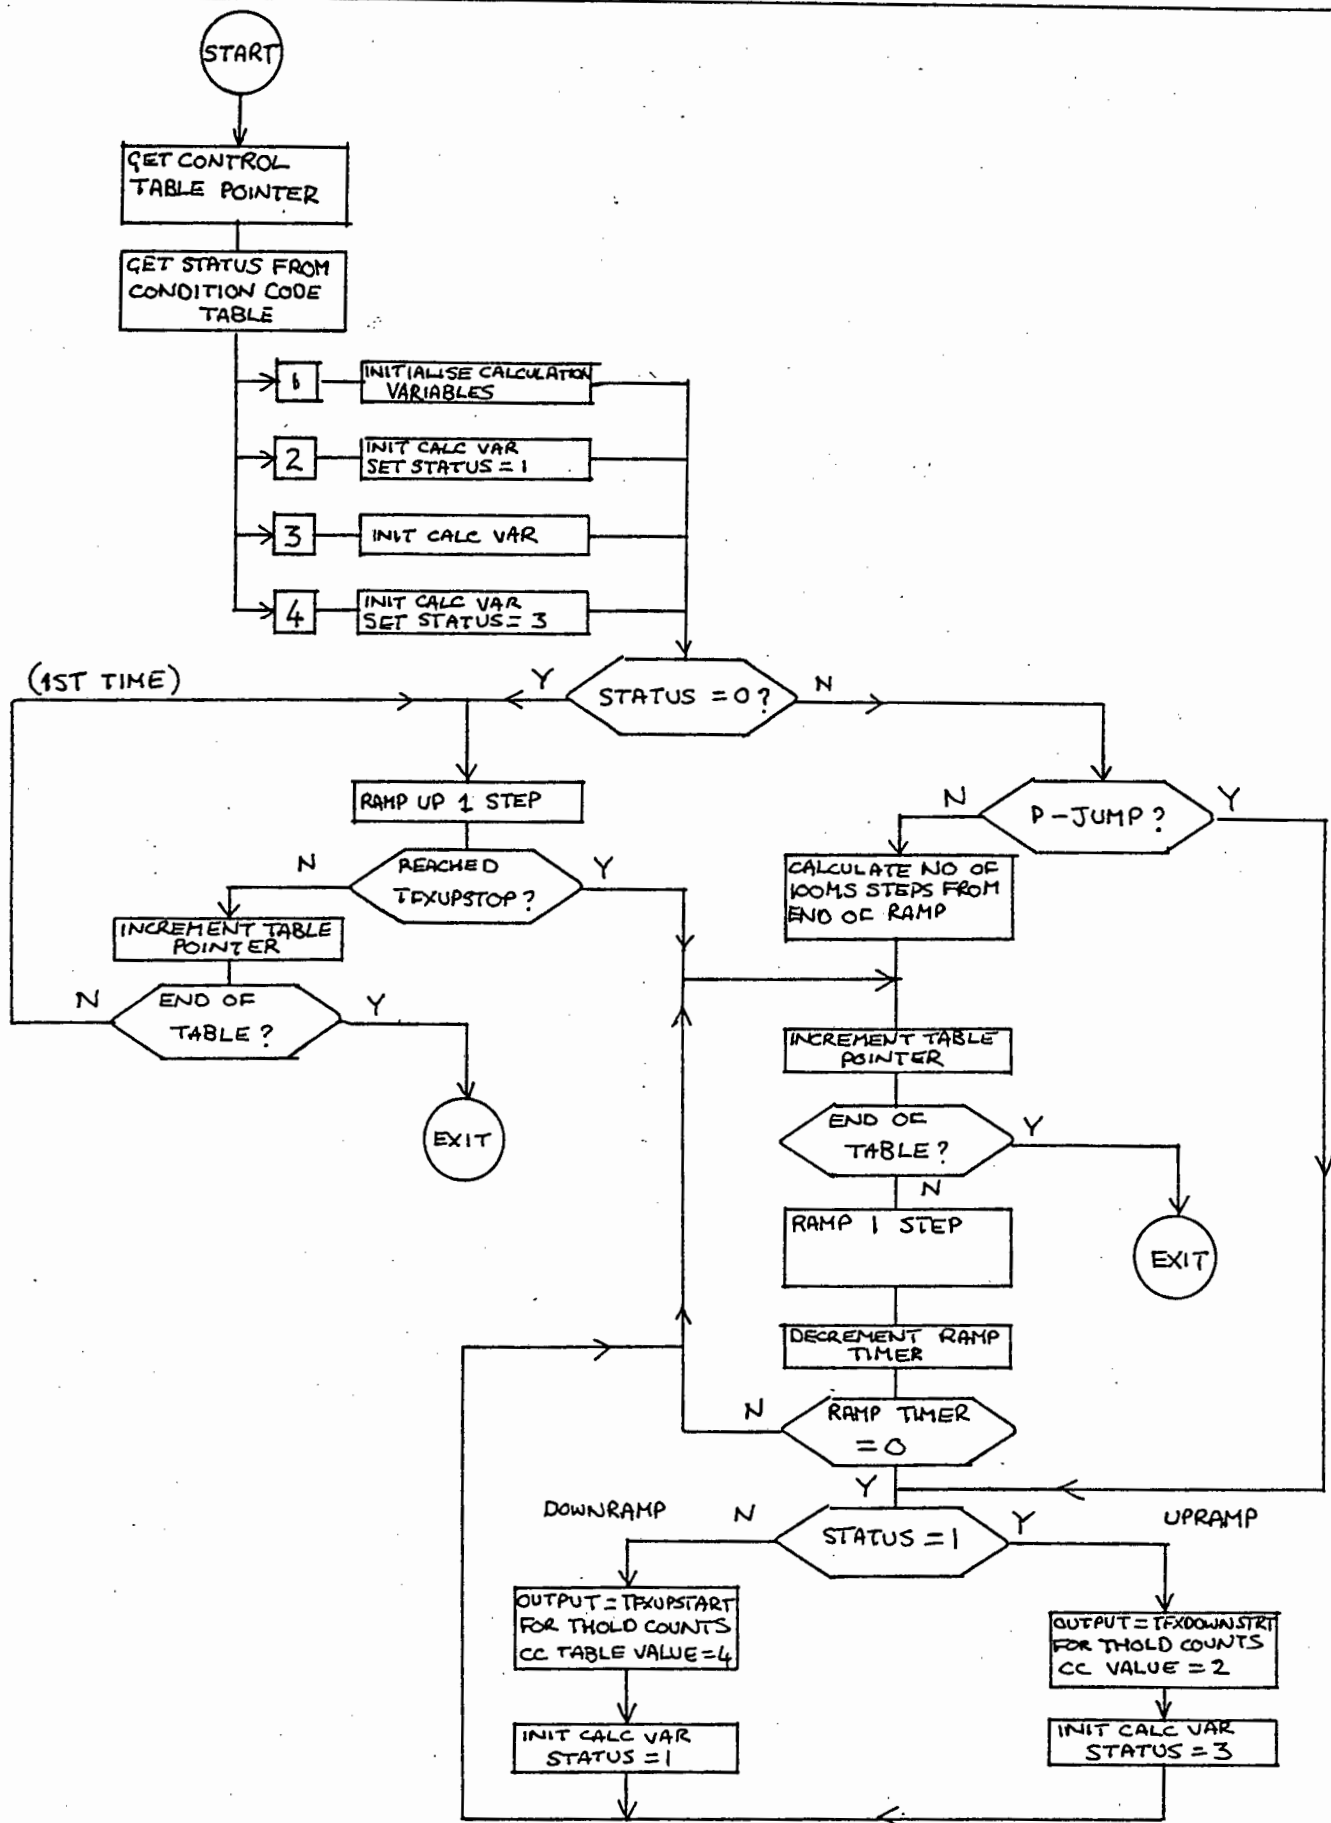 START
GET CONTROL
TABLE POINTER
GET STATUS FROM
CONDITION CODE
TABLE
1
INITIALISE CALCULATION
VARIABLES
2
INIT CALC VAR
SET STATUS = 1
3
INIT CALC VAR
4
INIT CALC VAR
SET STATUS = 3
(1ST TIME)
Y
STATUS = 0?
N
RAMP UP 1 STEP
N
P-JUMP?
Y
N
REACHED
TFXUPSTOP?
Y
CALCULATE NO OF
100MS STEPS FROM
END OF RAMP
INCREMENT TABLE
POINTER
N
END OF
TABLE?
Y
INCREMENT TABLE
POINTER
EXIT
END OF
TABLE?
Y
N
RAMP 1 STEP
EXIT
DECREMENT RAMP
TIMER
N
RAMP TIMER
= 0
Y
DOWNRAMP
N
STATUS = 1
Y
UPRAMP
OUTPUT = TFXUPSTART
FOR THOLD COUNTS
CC TABLE VALUE = 4
OUTPUT = TFXDOWNSTRT
FOR THOLD COUNTS
CC VALUE = 2
INIT CALC VAR
STATUS = 1
INIT CALC VAR
STATUS = 3